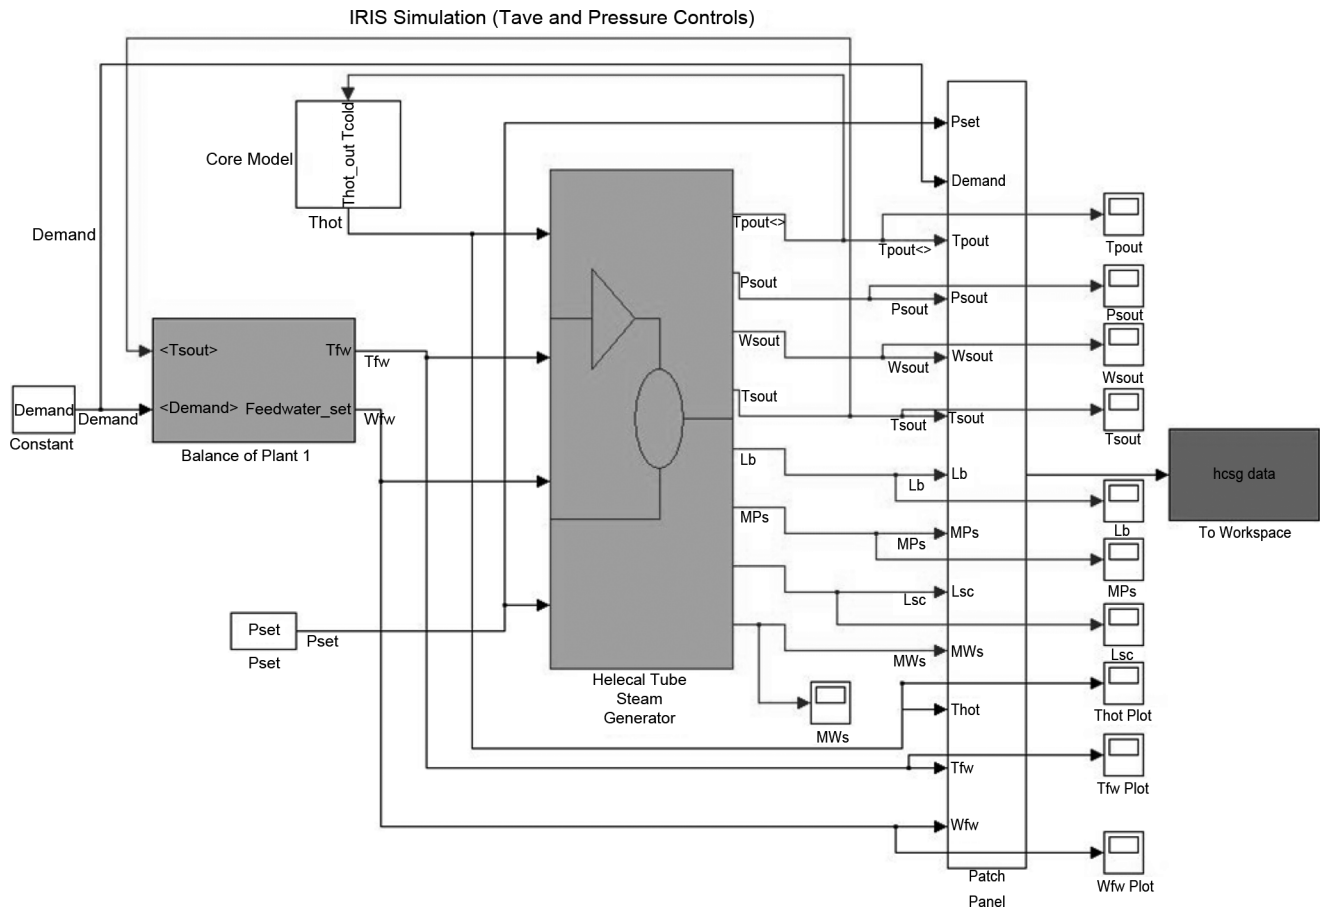 IRIS Simulation (Tave and Pressure Controls)
Thot_out Tcold
Core Model
Thot
Demand
<Tsout>
Tfw
Tfw
<Demand>
Feedwater_set
Wfw
Demand
Demand
Constant
Balance of Plant 1
Pset
Pset
Pset
Helecal Tube
Steam
Generator
Tpout<>
Psout
Wsout
Tsout
Lb
MPs
Tpout<>
Psout
Wsout
Tsout
Lb
MPs
Lsc
MWs
MWs
Pset
Demand
Tpout
Psout
Wsout
Tsout
Lb
MPs
Lsc
MWs
Thot
Tfw
Wfw
Patch
Panel
Tpout
Psout
Wsout
Tsout
Lb
MPs
Lsc
Thot Plot
Tfw Plot
Wfw Plot
hcsg data
To Workspace